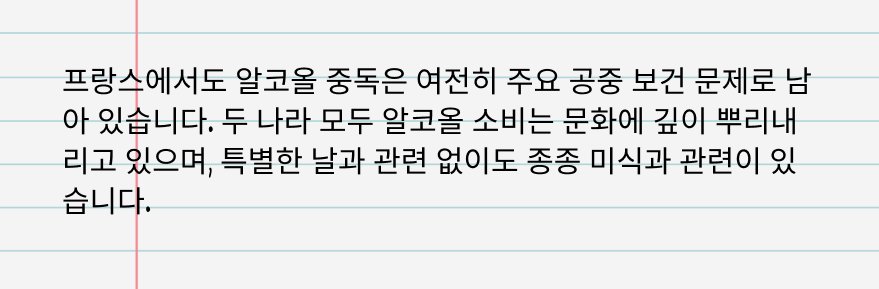 프랑스에서도 알코올 중독은 여전히 주요 공중 보건 문제로 남
아 있습니다. 두 나라 모두 알코올 소비는 문화에 깊이 뿌리내
리고 있으며, 특별한 날과 관련 없이도 종종 미식과 관련이 있
습니다.